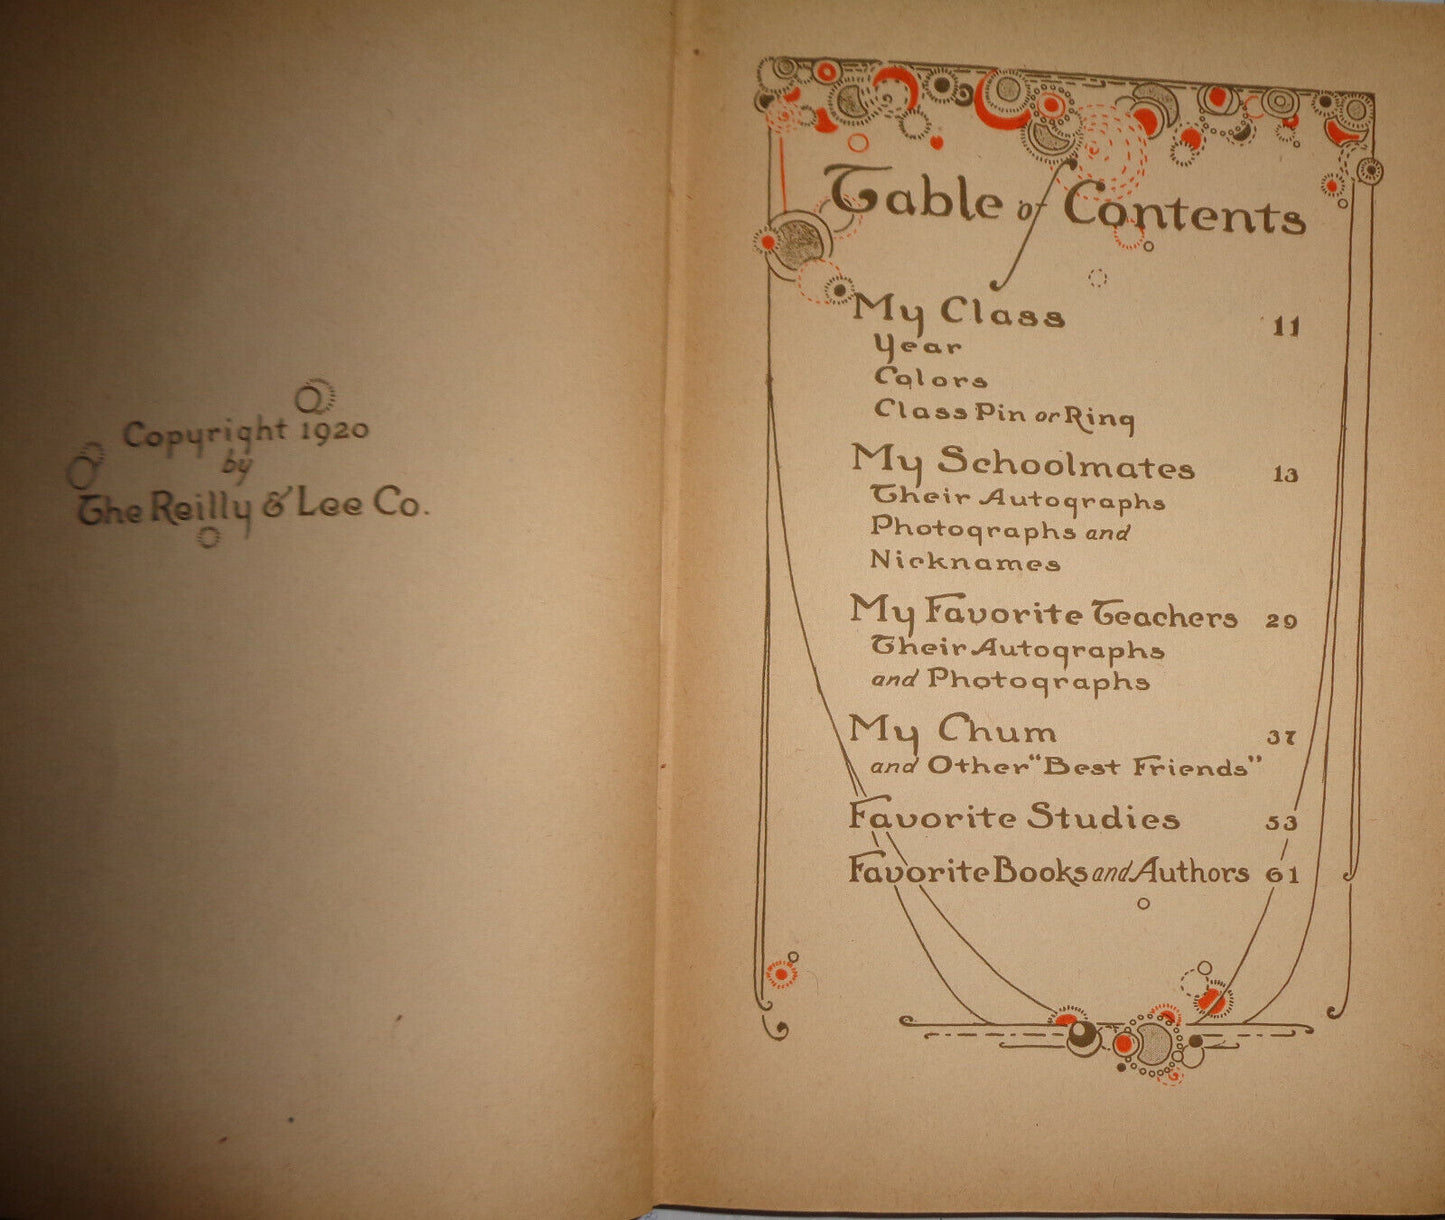 Copyright 1920
by
The Reilly & Lee Co.
Table of Contents
My Class 11
Year
Colors
Class Pin or Ring
My Schoolmates 13
Their Autographs
Photographs and
Nicknames
My Favorite Teachers 29
Their Autographs
and Photographs
My Chum 37
and Other "Best Friends"
Favorite Studies 53
Favorite Books and Authors 61